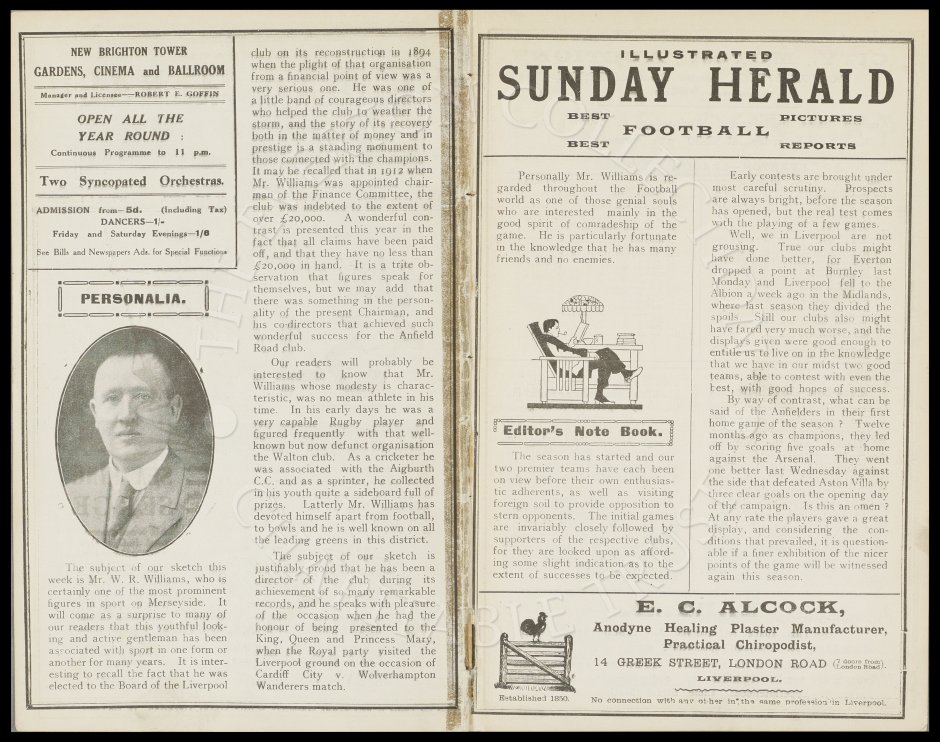 NEW BRIGHTON TOWER
GARDENS, CINEMA and BALLROOM
Manager and Licensee—ROBERT E. GOFFIN
OPEN ALL THE
YEAR ROUND :
Continuous Programme to 11 p.m.
Two Syncopated Orchestras.
ADMISSION from—5d. (Including Tax)
DANCERS—1/-
Friday and Saturday Evenings—1/6
See Bills and Newspapers Ads. for Special Functions
PERSONALIA.
The subject of our sketch this
week is Mr. W. R. Williams, who is
certainly one of the most prominent
figures in sport on Merseyside. It
will come as a surprise to many of
our readers that this youthful look-
ing and active gentleman has been
associated with sport in one form or
another for many years. It is inter-
esting to recall the fact that he was
elected to the Board of the Liverpool
club on its reconstruction in 1894
when the plight of that organisation
from a financial point of view was a
very serious one. He was one of
a little band of courageous directors
who helped the club to weather the
storm, and the story of its recovery
both in the matter of money and in
prestige is a standing monument to
those connected with the champions.
It may be recalled that in 1912 when
Mr. Williams was appointed chair-
man of the Finance Committee, the
club was indebted to the extent of
over £20,000. A wonderful con-
trast is presented this year in the
fact that all claims have been paid
off, and that they have no less than
£20,000 in hand. It is a trite ob-
servation that figures speak for
themselves, but we may add that
there was something in the person-
ality of the present Chairman, and
his co-directors that achieved such
wonderful success for the Anfield
Road club.
Our readers will probably be
interested to know that Mr.
Williams whose modesty is charac-
teristic, was no mean athlete in his
time. In his early days he was a
very capable Rugby player and
figured frequently with that well-
known but now defunct organisation
the Walton club. As a cricketer he
was associated with the Aigburth
C.C. and as a sprinter, he collected
in his youth quite a sideboard full of
prizes. Latterly Mr. Williams has
devoted himself apart from football,
to bowls and he is well known on all
the leading greens in this district.
The subject of our sketch is
justifiably proud that he has been a
director of the club during its
achievement of so many remarkable
records, and he speaks with pleasure
of the occasion when he had the
honour of being presented to the
King, Queen and Princess Mary,
when the Royal party visited the
Liverpool ground on the occasion of
Cardiff City v. Wolverhampton
Wanderers match.
ILLUSTRATED
SUNDAY HERALD
BEST PICTURES
FOOTBALL
BEST REPORTS
Personally Mr. Williams is re-
garded throughout the Football
world as one of those genial souls
who are interested mainly in the
good spirit of comradeship of the
game. He is particularly fortunate
in the knowledge that he has many
friends and no enemies.
Editor's Note Book.
The season has started and our
two premier teams have each been
on view before their own enthusias-
tic adherents, as well as visiting
foreign soil to provide opposition to
stern opponents. The initial games
are invariably closely followed by
supporters of the respective clubs,
for they are looked upon as afford-
ing some slight indication as to the
extent of successes to be expected.
Early contests are brought under
most careful scrutiny. Prospects
are always bright, before the season
has opened, but the real test comes
with the playing of a few games.
Well, we in Liverpool are not
grousing. True our clubs might
have done better, for Everton
dropped a point at Burnley last
Monday and Liverpool fell to the
Albion a week ago in the Midlands,
where last season they divided the
spoils. Still our clubs also might
have fared very much worse, and the
displays given were good enough to
entitle us to live on in the knowledge
that we have in our midst two good
teams, able to contest with even the
best, with good hopes of success.
By way of contrast, what can be
said of the Anfielders in their first
home game of the season ? Twelve
months ago as champions, they led
off by scoring five goals at home
against the Arsenal. They went
one better last Wednesday against
the side that defeated Aston Villa by
three clear goals on the opening day
of the campaign. Is this an omen ?
At any rate the players gave a great
display, and considering the con-
ditions that prevailed, it is question-
able if a finer exhibition of the nicer
points of the game will be witnessed
again this season.
Established 1850.
E. C. ALCOCK,
Anodyne Healing Plaster Manufacturer,
Practical Chiropodist,
14 GREEK STREET, LONDON ROAD (7 doors from London Road).
LIVERPOOL.
No connection with any other in the same profession in Liverpool.